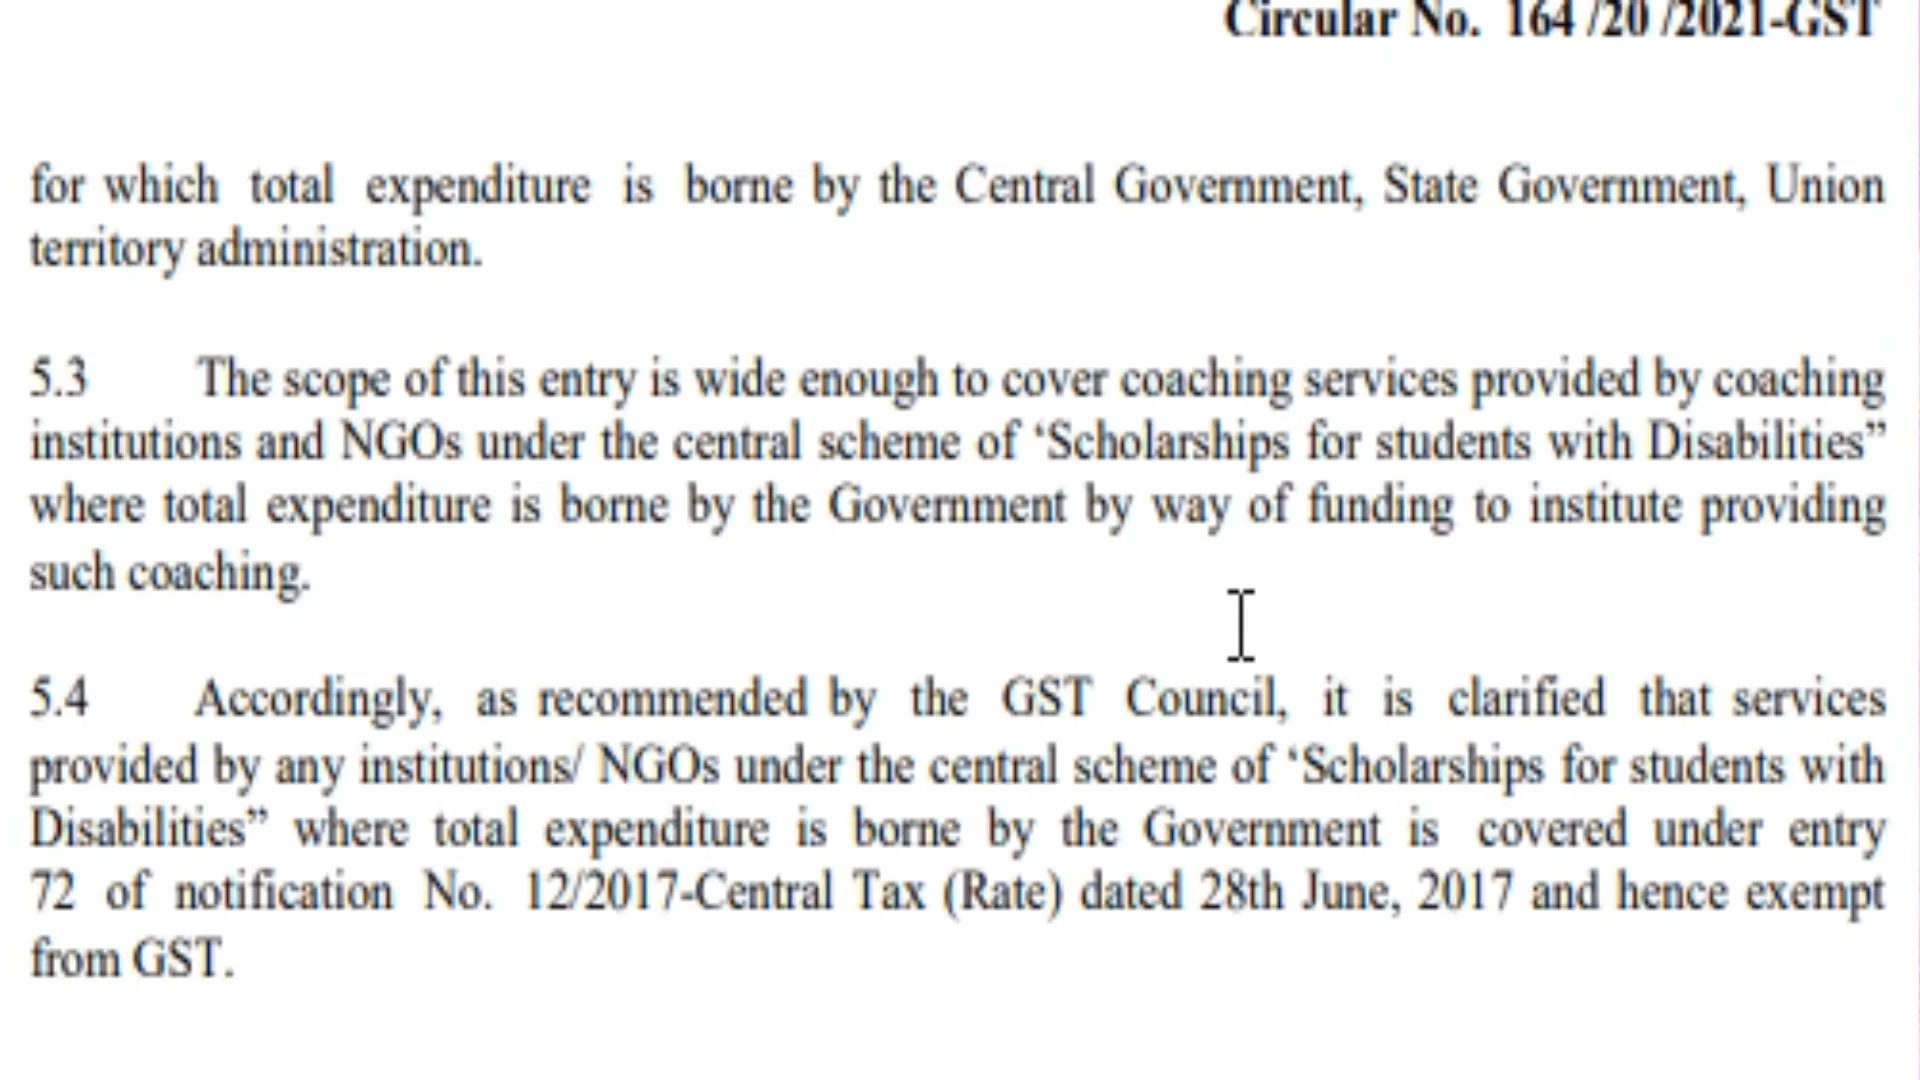 Circular No. 164 /20 /2021-GST
for which total expenditure is borne by the Central Government, State Government, Union
territory administration.
5.3 The scope of this entry is wide enough to cover coaching services provided by coaching
institutions and NGOs under the central scheme of ‘Scholarships for students with Disabilities”
where total expenditure is borne by the Government by way of funding to institute providing
such coaching.
5.4 Accordingly, as recommended by the GST Council, it is clarified that services
provided by any institutions/ NGOs under the central scheme of ‘Scholarships for students with
Disabilities” where total expenditure is borne by the Government is covered under entry
72 of notification No. 12/2017-Central Tax (Rate) dated 28th June, 2017 and hence exempt
from GST.